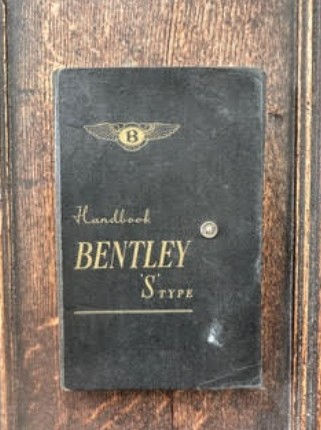 B
Handbook
BENTLEY
'S' TYPE